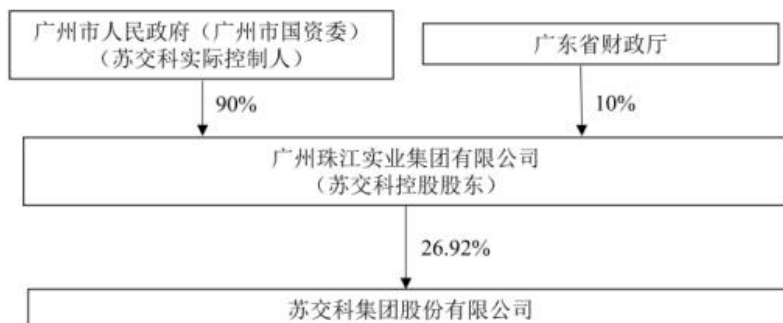 广州市人民政府（广州市国资委）
（苏交科实际控制人）
广东省财政厅
90%
10%
广州珠江实业集团有限公司
（苏交科控股股东）
26.92%
苏交科集团股份有限公司